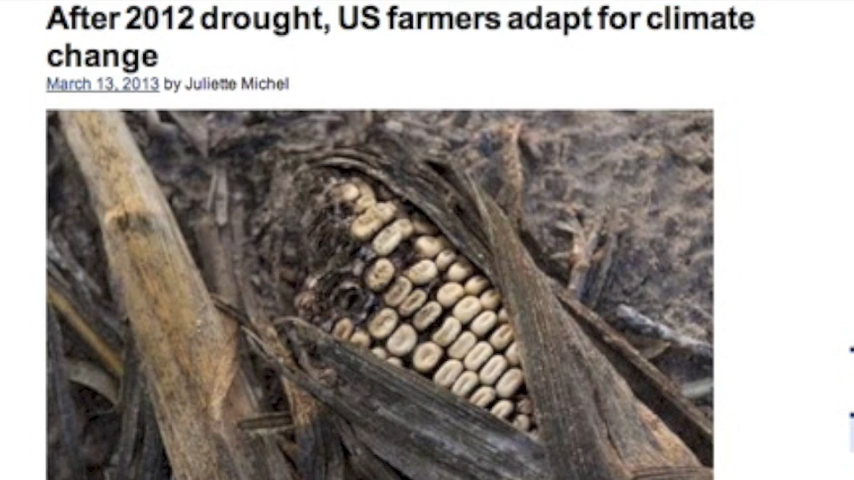 After 2012 drought, US farmers adapt for climate
change
March 13, 2013 by Juliette Michel